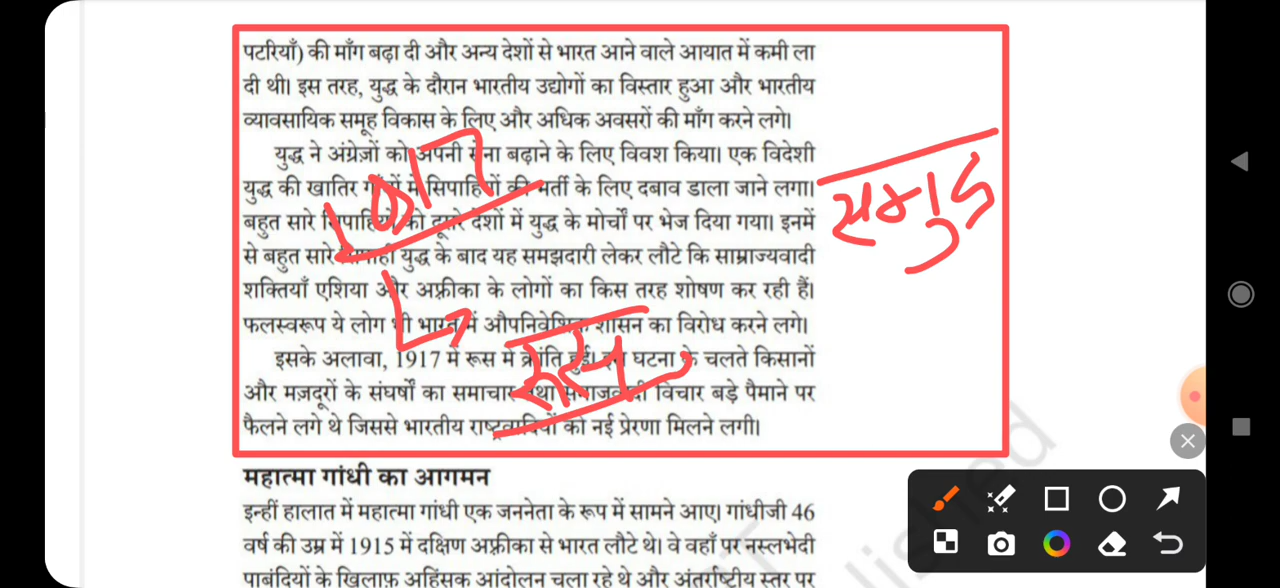 पटरियाँ) की माँग बढ़ा दी और अन्य देशों से भारत आने वाले आयात में कमी ला
दी थी। इस तरह, युद्ध के दौरान भारतीय उद्योगों का विस्तार हुआ और भारतीय
व्यावसायिक समूह विकास के लिए और अधिक अवसरों की माँग करने लगे।
युद्ध ने अंग्रेज़ों को अपनी सेना बढ़ाने के लिए विवश किया। एक विदेशी
युद्ध की खातिर गाँवों में सिपाहियों की भर्ती के लिए दबाव डाला जाने लगा।
बहुत सारे सिपाहियों को दूसरे देशों में युद्ध के मोर्चों पर भेज दिया गया। इनमें
से बहुत सारे सिपाही युद्ध के बाद यह समझदारी लेकर लौटे कि साम्राज्यवादी
शक्तियाँ एशिया और अफ़्रीका के लोगों का किस तरह शोषण कर रही हैं।
फलस्वरूप ये लोग भी भारत में औपनिवेशिक शासन का विरोध करने लगे।
इसके अलावा, 1917 में रूस में क्रांति हुई। इस घटना के चलते किसानों
और मज़दूरों के संघर्षों का समाचार तथा समाजवादी विचार बड़े पैमाने पर
फैलने लगे थे जिससे भारतीय राष्ट्रवादियों को नई प्रेरणा मिलने लगी।
महात्मा गांधी का आगमन
इन्हीं हालात में महात्मा गांधी एक जननेता के रूप में सामने आए। गांधीजी 46
वर्ष की उम्र में 1915 में दक्षिण अफ़्रीका से भारत लौटे थे। वे वहाँ पर नस्लभेदी
पाबंदियों के खिलाफ़ अहिंसक आंदोलन चला रहे थे और अंतर्राष्ट्रीय स्तर पर